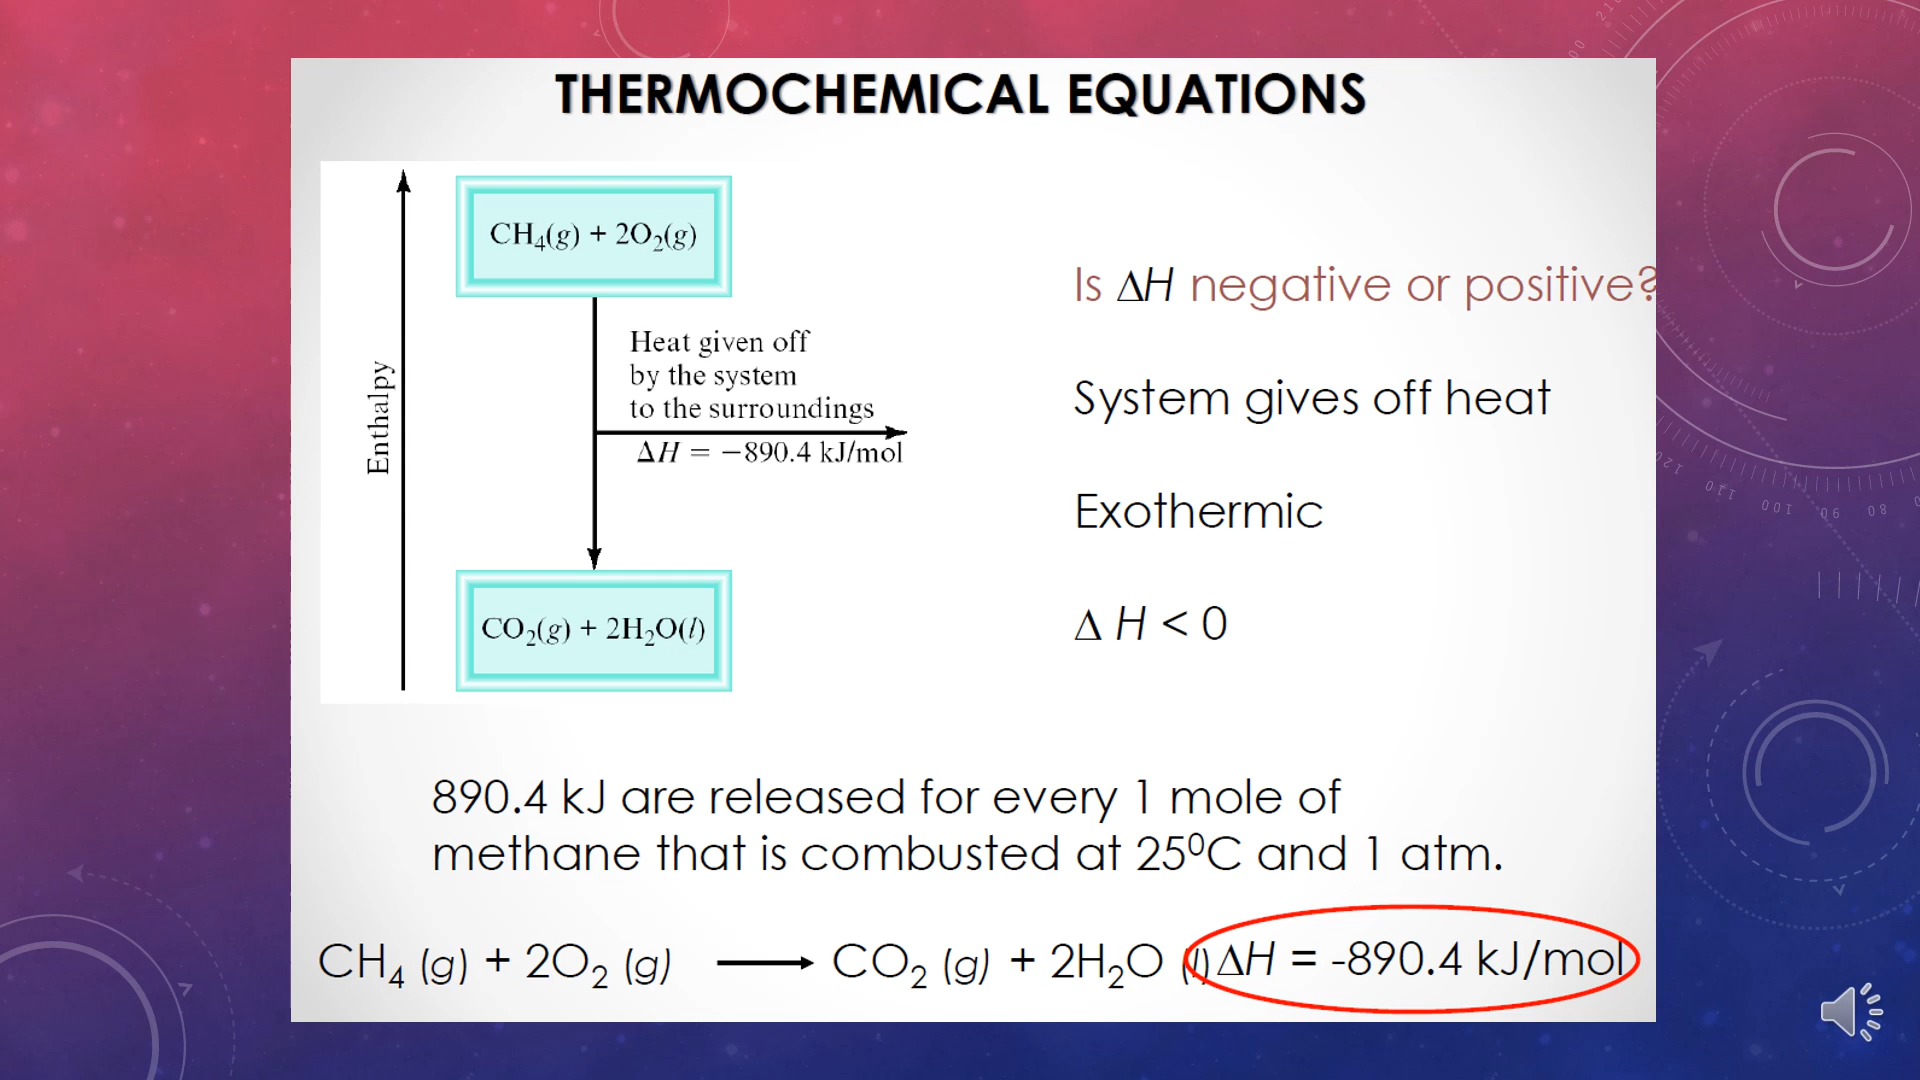 THERMOCHEMICAL EQUATIONS
CH₄(g) + 2O₂(g)
Heat given off
by the system
to the surroundings
ΔH = −890.4 kJ/mol
Enthalpy
CO₂(g) + 2H₂O(l)
Is ΔH negative or positive?
System gives off heat
Exothermic
Δ H < 0
890.4 kJ are released for every 1 mole of
methane that is combusted at 25⁰C and 1 atm.
CH₄ (g) + 2O₂ (g) ⟶ CO₂ (g) + 2H₂O (l) ΔH = -890.4 kJ/mol